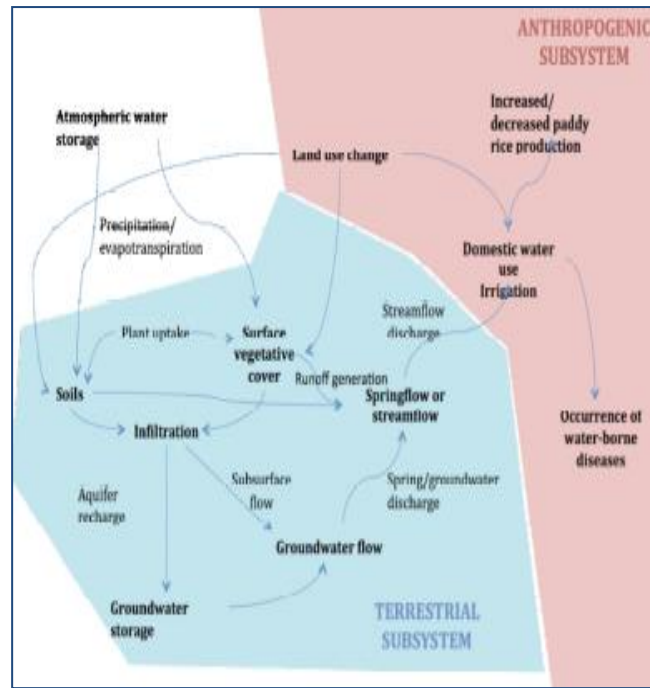 ANTHROPOGENIC
SUBSYSTEM
Increased/
decreased paddy
rice production
Atmospheric water
storage
Land use change
Precipitation/
evapotranspiration
Domestic water
use
Irrigation
Streamflow
discharge
Plant uptake
Surface
vegetative
cover
Runoff generation
Soils
Springflow or
streamflow
Occurrence of
water-borne
diseases
Infiltration
Subsurface
flow
Spring/groundwater
discharge
Aquifer
recharge
Groundwater flow
Groundwater
storage
TERRESTRIAL
SUBSYSTEM